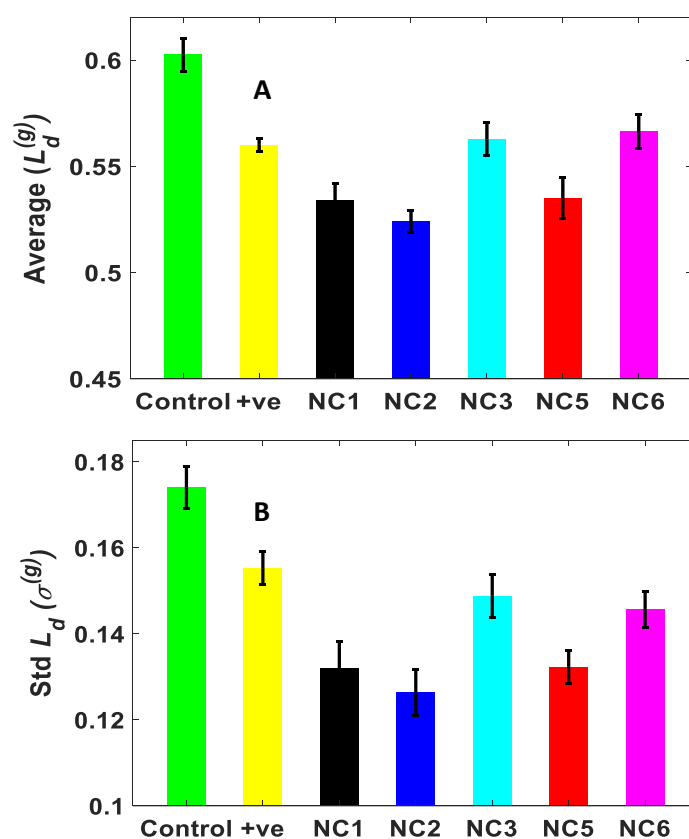 0.6
A
0.55
0.5
0.45
Average (L_d^(g))
Control +ve NC1 NC2 NC3 NC5 NC6
0.18
B
0.16
0.14
0.12
0.1
Std L_d (σ^(g))
Control +ve NC1 NC2 NC3 NC5 NC6